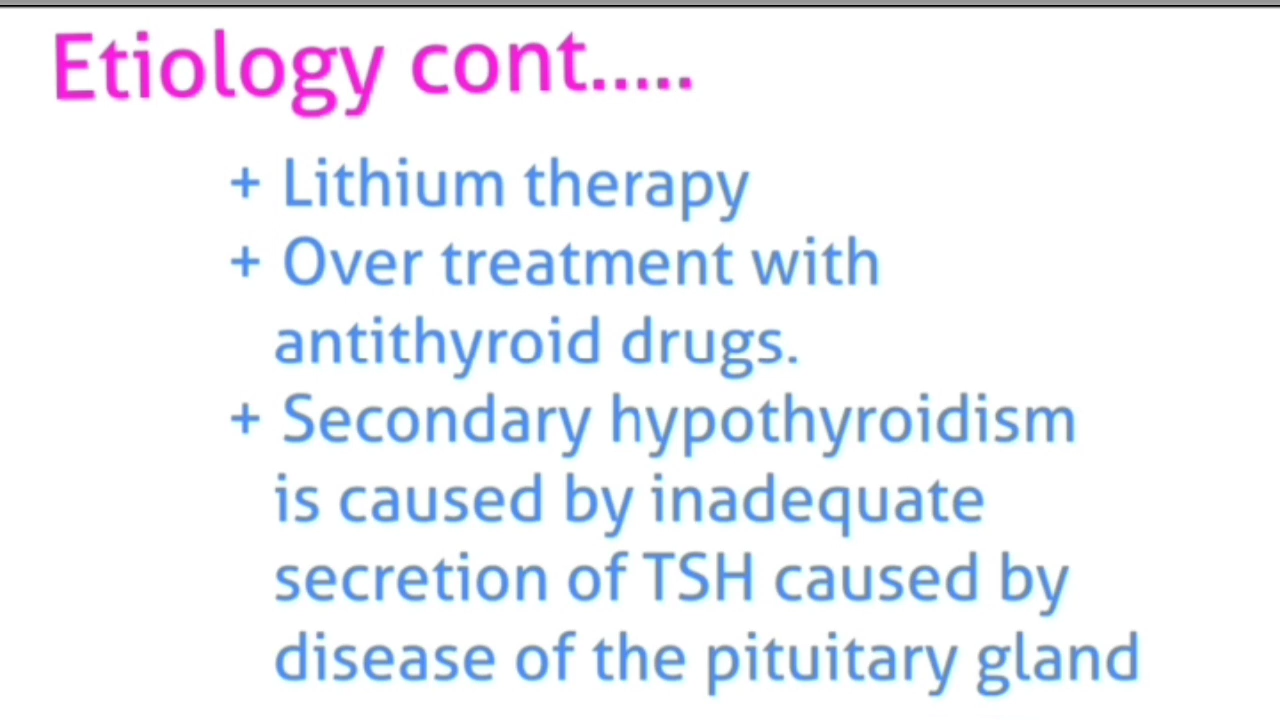 Etiology cont.....
+ Lithium therapy
+ Over treatment with
antithyroid drugs.
+ Secondary hypothyroidism
is caused by inadequate
secretion of TSH caused by
disease of the pituitary gland